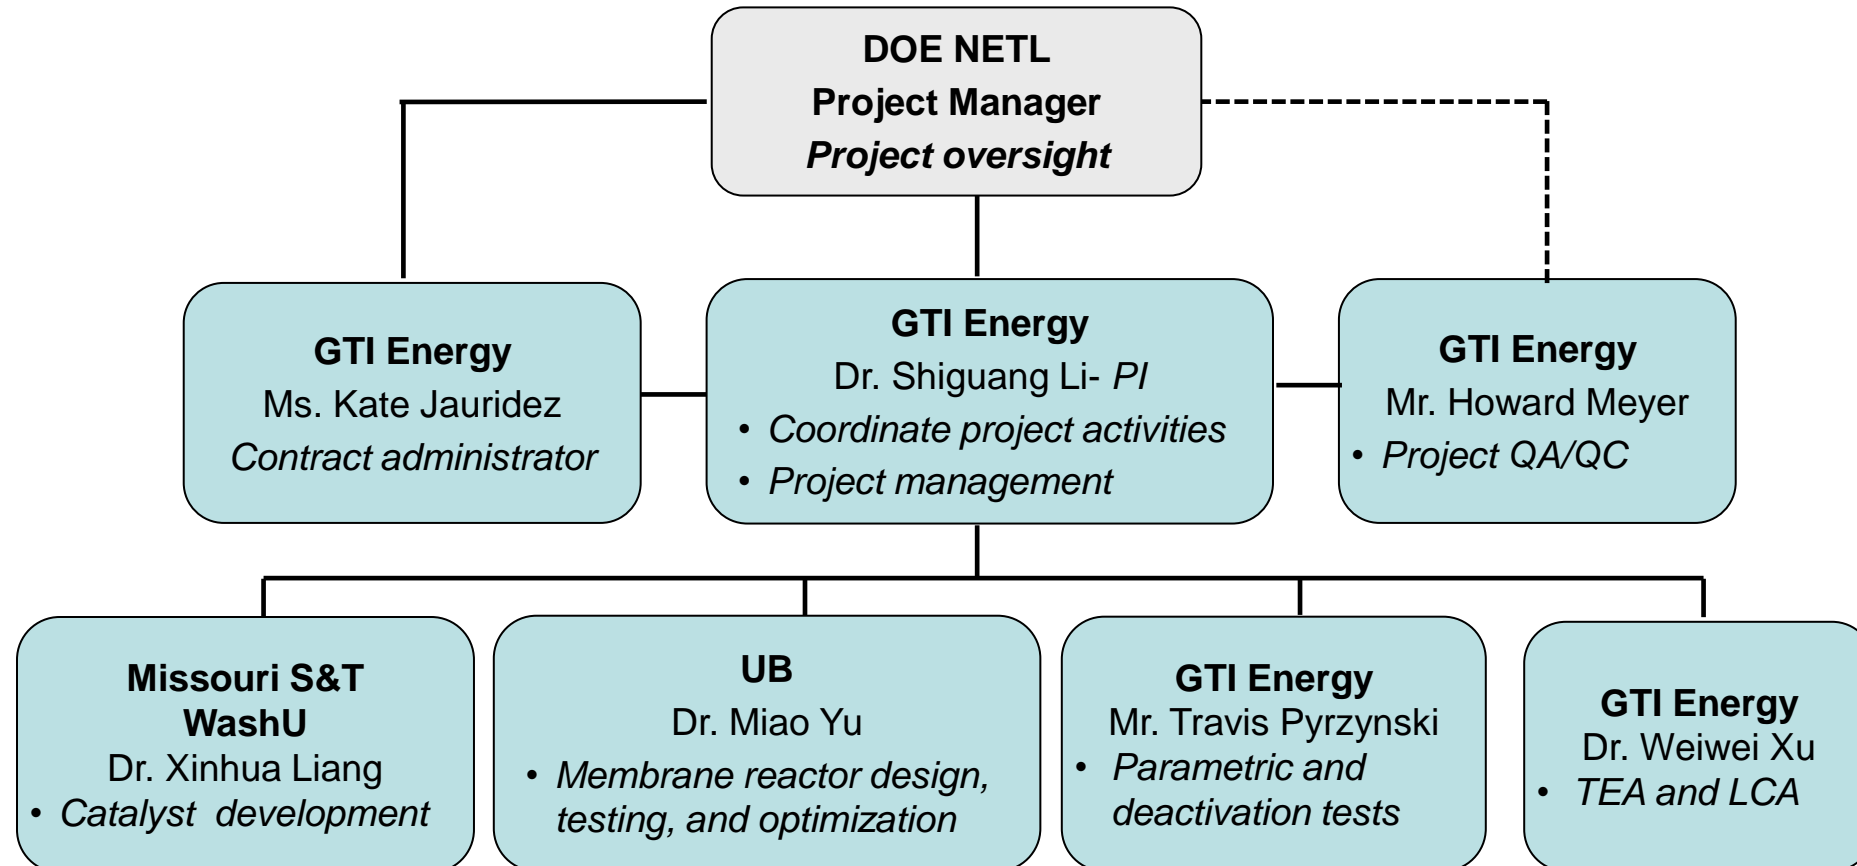 DOE NETL
Project Manager
Project oversight
GTI Energy
Ms. Kate Jauridez
Contract administrator
GTI Energy
Dr. Shiguang Li- PI
• Coordinate project activities
• Project management
GTI Energy
Mr. Howard Meyer
• Project QA/QC
Missouri S&T
WashU
Dr. Xinhua Liang
• Catalyst development
UB
Dr. Miao Yu
• Membrane reactor design,
testing, and optimization
GTI Energy
Mr. Travis Pyrzynski
• Parametric and
deactivation tests
GTI Energy
Dr. Weiwei Xu
• TEA and LCA